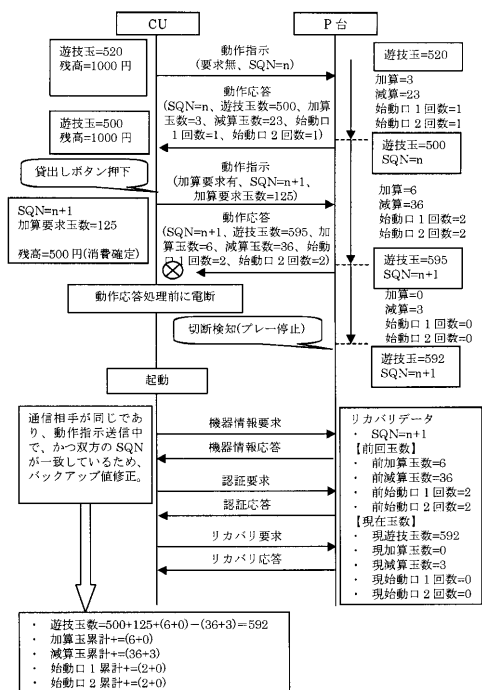 CU
P台
遊技玉=520
残高=1000 円
動作指示
(要求無、SQN=n)
遊技玉=520
動作応答
(SQN=n、遊技玉数=500、加算
玉数=3、減算玉数=23、始動口
1回数=1、始動口 2 回数=1)
加算=3
減算=23
始動口 1 回数=1
始動口 2 回数=1
遊技玉=500
残高=1000 円
遊技玉=500
SQN=n
貸出しボタン押下
動作指示
(加算要求有、SQN=n+1、
加算要求玉数=125)
加算=6
減算=36
始動口 1 回数=2
始動口 2 回数=2
SQN=n+1
加算要求玉数=125
残高=500 円(消費確定)
動作応答
(SQN=n+1、遊技玉数=595、加
算玉数=6、減算玉数=36、始動
口 1 回数=2、始動口 2 回数=2)
遊技玉=595
SQN=n+1
動作応答処理前に電断
加算=0
減算=3
始動口 1 回数=0
始動口 2 回数=0
切断検知(プレー停止)
遊技玉=592
SQN=n+1
起動
通信相手が同じであ
り、動作指示送信中
で、かつ双方の SQN
が一致しているため、
バックアップ値修正。
機器情報要求
機器情報応答
認証要求
認証応答
リカバリ要求
リカバリ応答
リカバリデータ
・ SQN=n+1
【前回玉数】
・ 前加算玉数=6
・ 前減算玉数=36
・ 前始動口 1 回数=2
・ 前始動口 2 回数=2
【現在玉数】
・ 現遊技玉数=592
・ 現加算玉数=0
・ 現減算玉数=3
・ 現始動口 1 回数=0
・ 現始動口 2 回数=0
・ 遊技玉数=500+125+(6+0)−(36+3)=592
・ 加算玉累計+=(6+0)
・ 減算玉累計+=(36+3)
・ 始動口 1 累計+=(2+0)
・ 始動口 2 累計+=(2+0)